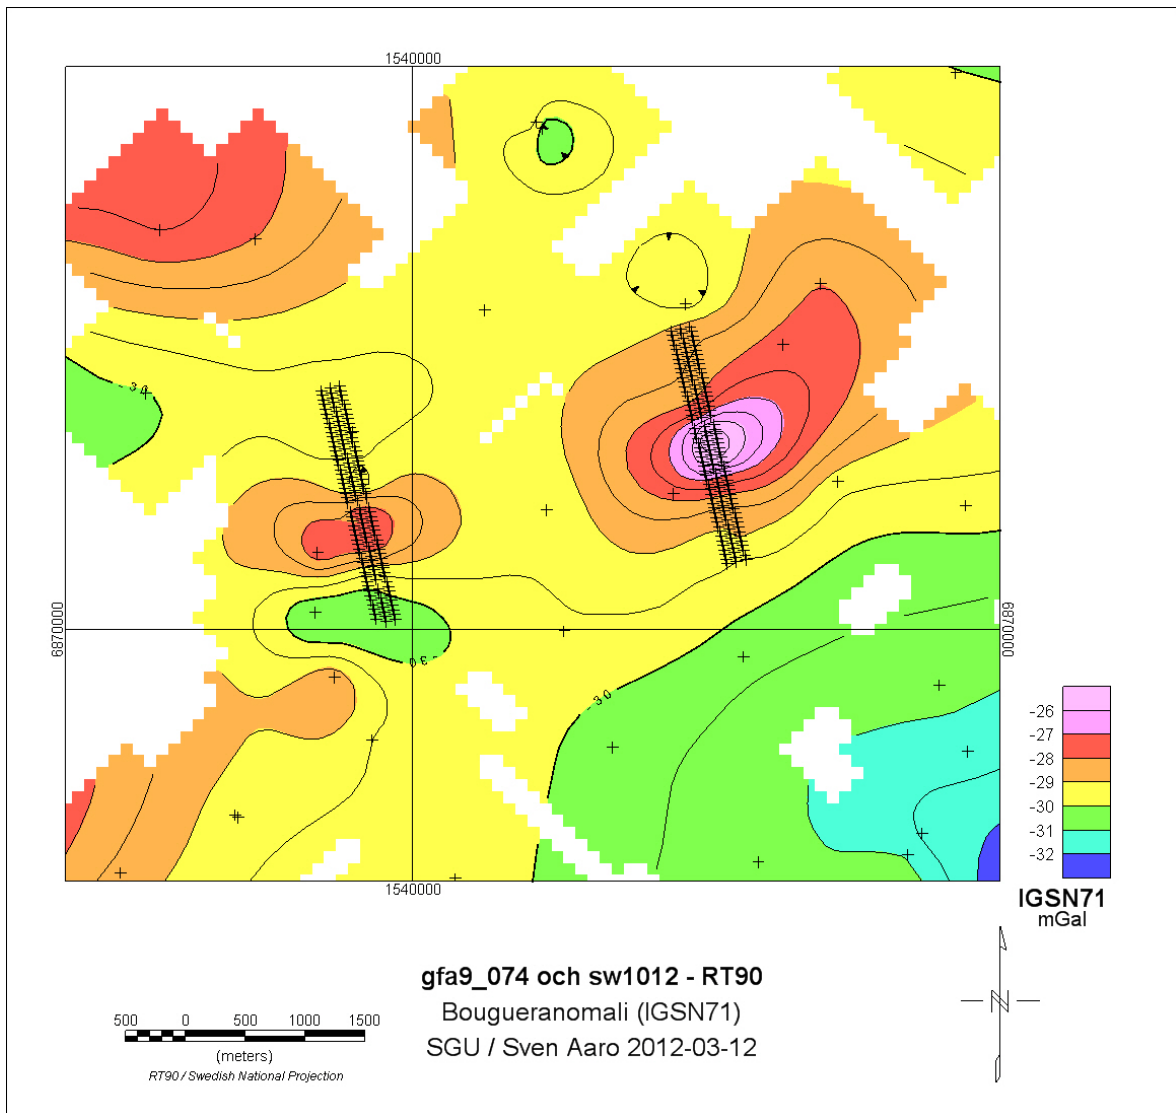 1540000
-30
-30
-30
6870000
6870000
1540000
-26
-27
-28
-29
-30
-31
-32
IGSN71
mGal
gfa9_074 och sw1012 - RT90
Bougueranomali (IGSN71)
SGU / Sven Aaro 2012-03-12
500 0 500 1000 1500
(meters)
RT90 / Swedish National Projection
N